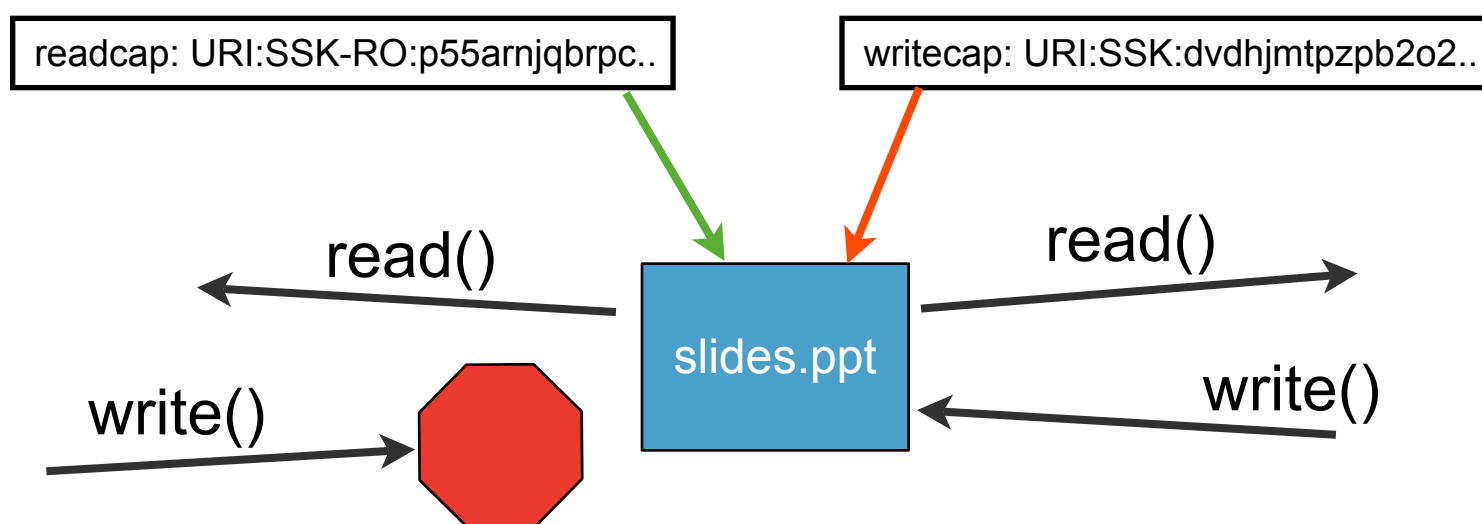 readcap: URI:SSK-RO:p55arnjqbrpc..
writecap: URI:SSK:dvdhjmtpzpb2o2..
read()
read()
slides.ppt
write()
write()